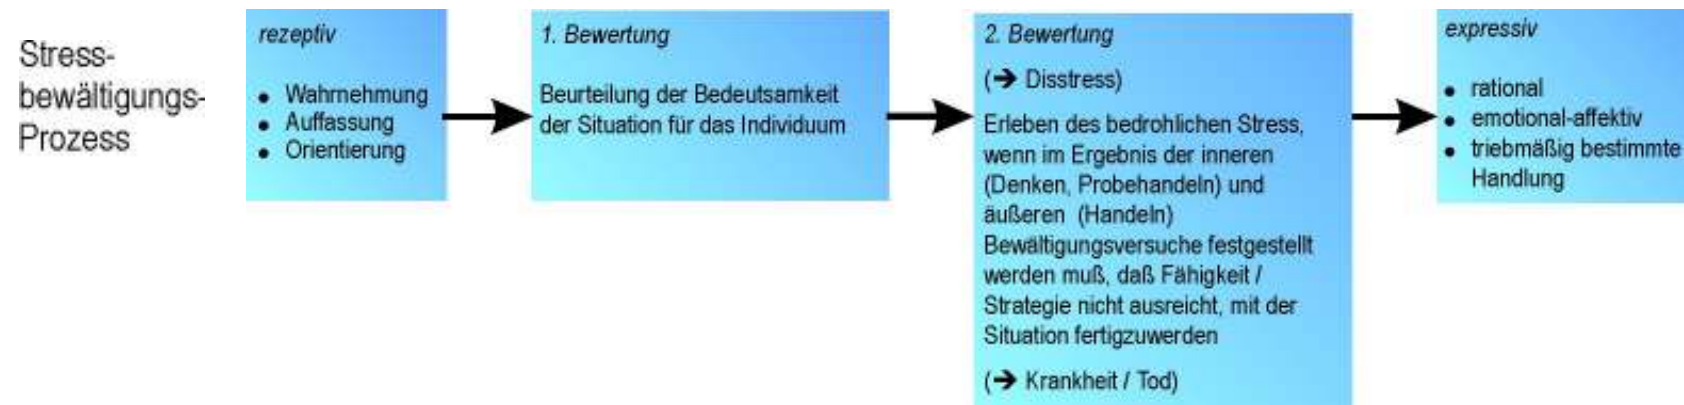 Stress-
bewältigungs-
Prozess
rezeptiv
● Wahrnehmung
● Auffassung
● Orientierung
1. Bewertung
Beurteilung der Bedeutsamkeit
der Situation für das Individuum
2. Bewertung
(➔ Disstress)
Erleben des bedrohlichen Stress,
wenn im Ergebnis der inneren
(Denken, Probehandeln) und
äußeren (Handeln)
Bewältigungsversuche festgestellt
werden muß, daß Fähigkeit /
Strategie nicht ausreicht, mit der
Situation fertigzuwerden
(➔ Krankheit / Tod)
expressiv
● rational
● emotional-affektiv
● triebmäßig bestimmte
Handlung